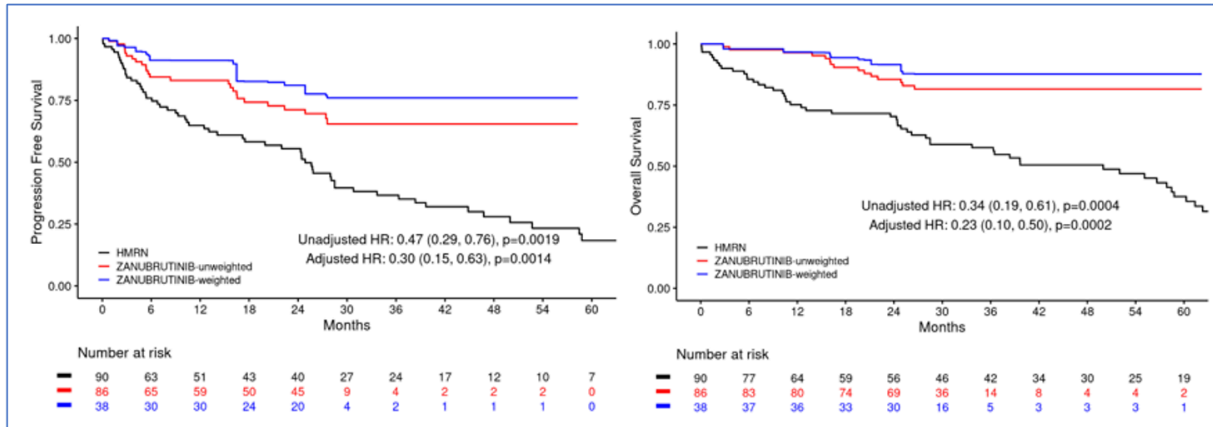 Progression Free Survival
1.00
0.75
0.50
0.25
0.00
Unadjusted HR: 0.47 (0.29, 0.76), p=0.0019
Adjusted HR: 0.30 (0.15, 0.63), p=0.0014
HMRN
ZANUBRUTINIB-unweighted
ZANUBRUTINIB-weighted
0 6 12 18 24 30 36 42 48 54 60
Months
Number at risk
90 63 51 43 40 27 24 17 12 10 7
86 65 59 50 45 9 4 2 2 2 0
38 30 30 24 20 4 2 1 1 1 0
Overall Survival
1.00
0.75
0.50
0.25
0.00
Unadjusted HR: 0.34 (0.19, 0.61), p=0.0004
Adjusted HR: 0.23 (0.10, 0.50), p=0.0002
HMRN
ZANUBRUTINIB-unweighted
ZANUBRUTINIB-weighted
0 6 12 18 24 30 36 42 48 54 60
Months
Number at risk
90 77 64 59 56 46 42 34 30 25 19
86 83 80 74 69 36 14 8 4 4 2
38 37 36 33 30 16 5 3 3 3 1